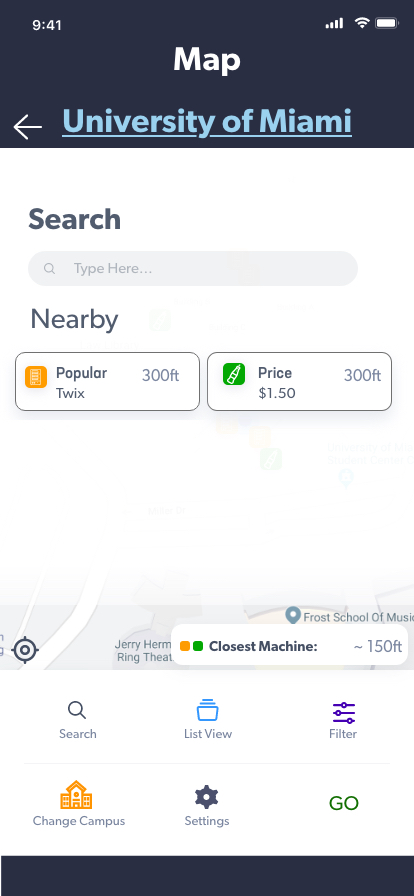 9:41
Map
University of Miami
Search
Type Here...
Nearby
Popular 300ft
Twix
Price 300ft
$1.50
Frost School Of Music
Jerry Herm
Ring Theat
Closest Machine: ~ 150ft
Search
List View
Filter
Change Campus
Settings
GO